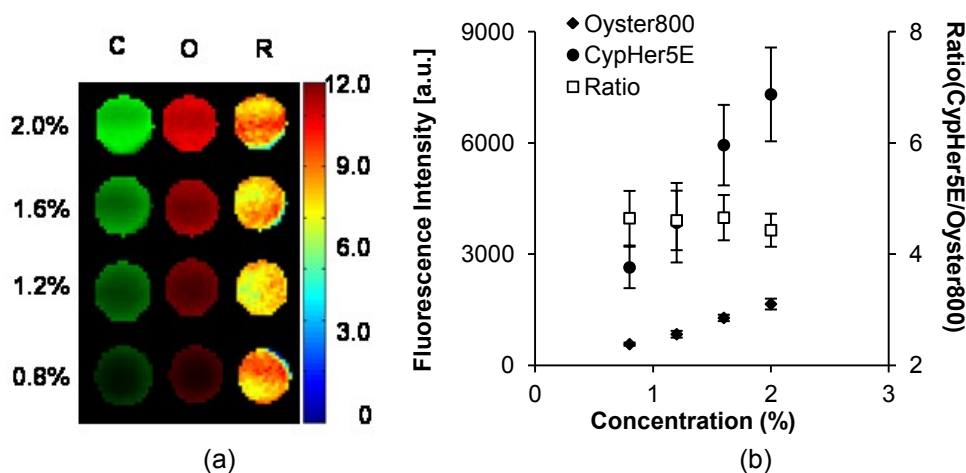 C O R
2.0%
1.6%
1.2%
0.8%
12.0
9.0
6.0
3.0
0
(a)
Fluorescence Intensity [a.u.]
9000
6000
3000
0
Oyster800
CypHer5E
Ratio
8
6
4
2
Ratio(CypHer5E/Oyster800)
0 1 2 3
Concentration (%)
(b)